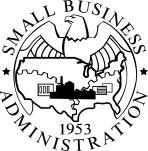 SMALL BUSINESS
1953
ADMINISTRATION